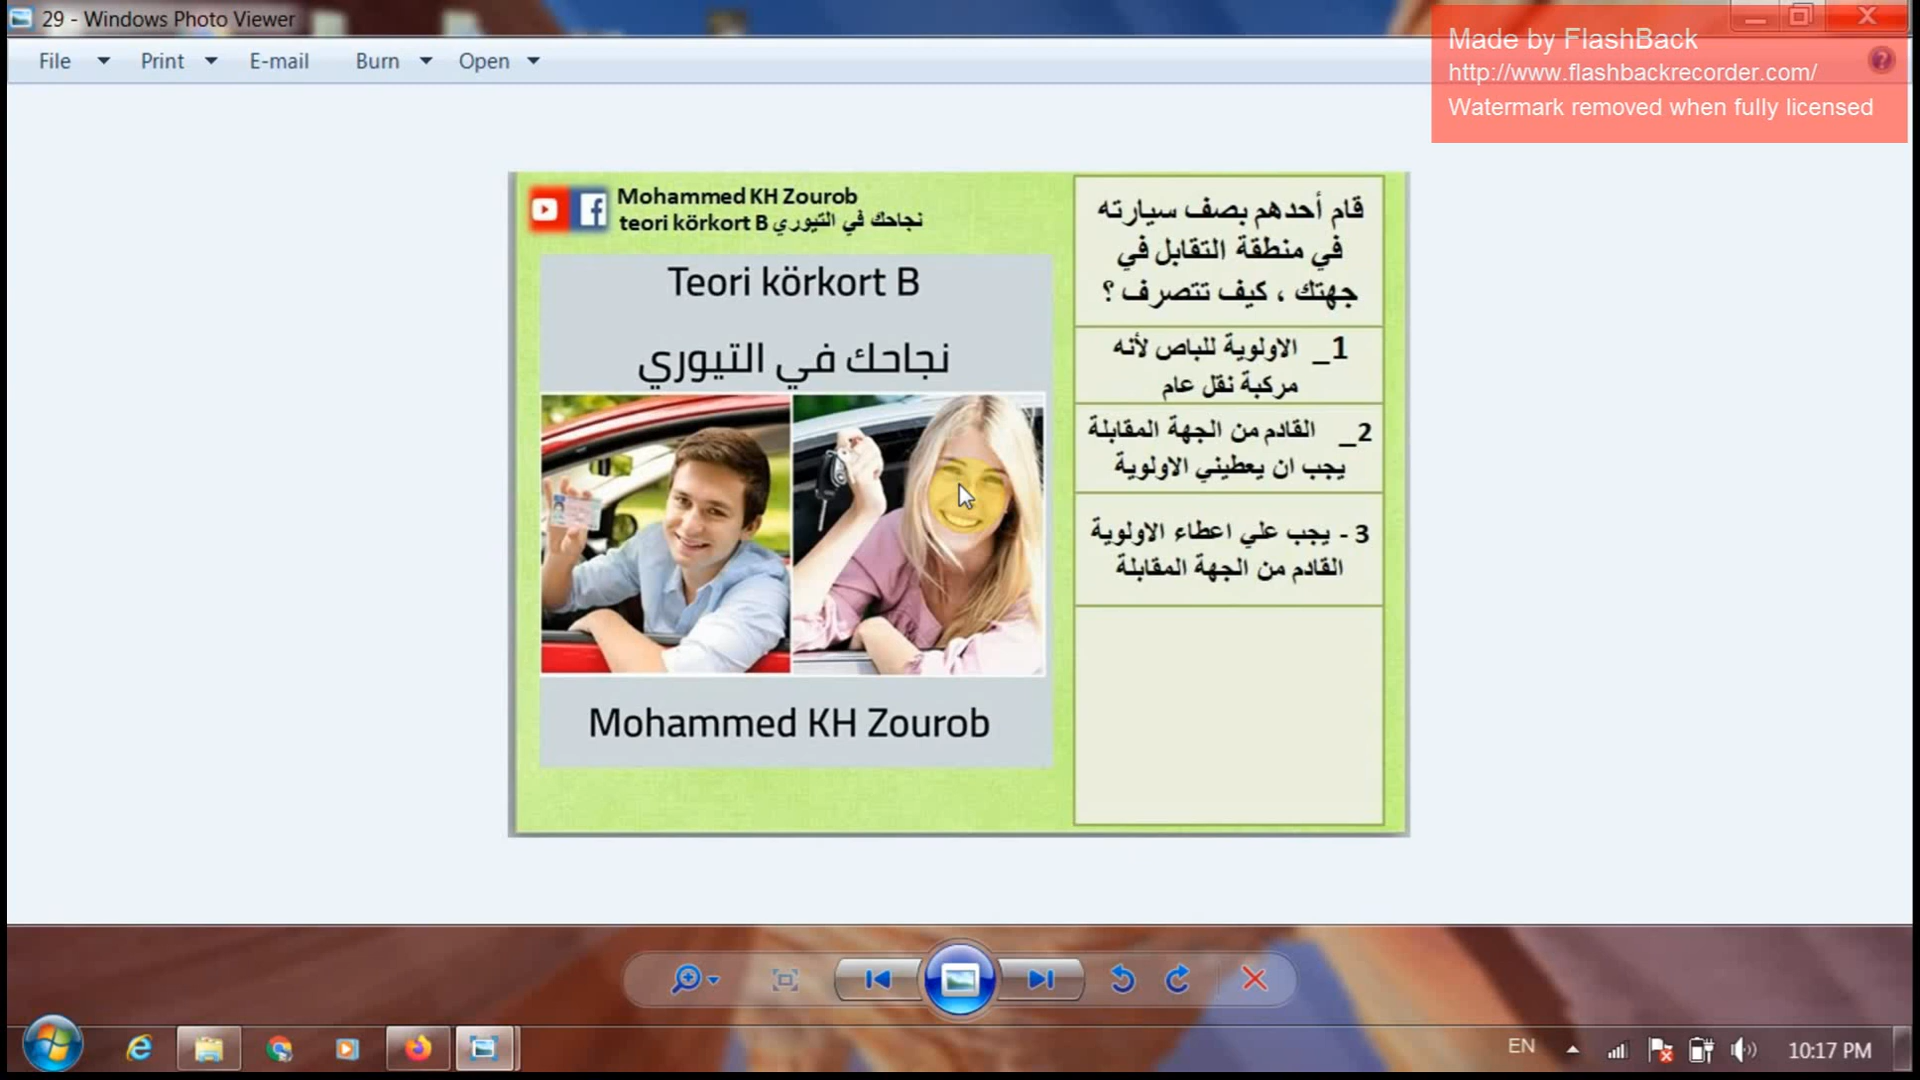 29 - Windows Photo Viewer
File
Print
E-mail
Burn
Open
Made by FlashBack
http://www.flashbackrecorder.com/
Watermark removed when fully licensed
Mohammed KH Zourob
teori körkort B نجاحك في التيوري
Teori körkort B
نجاحك في التيوري
Mohammed KH Zourob
قام أحدهم بصف سيارته
في منطقة التقابل في
جهتك ، كيف تتصرف ؟
1_ الاولوية للباص لأنه
مركبة نقل عام
2_ القادم من الجهة المقابلة
يجب ان يعطيني الاولوية
3 - يجب علي اعطاء الاولوية
القادم من الجهة المقابلة
EN
10:17 PM